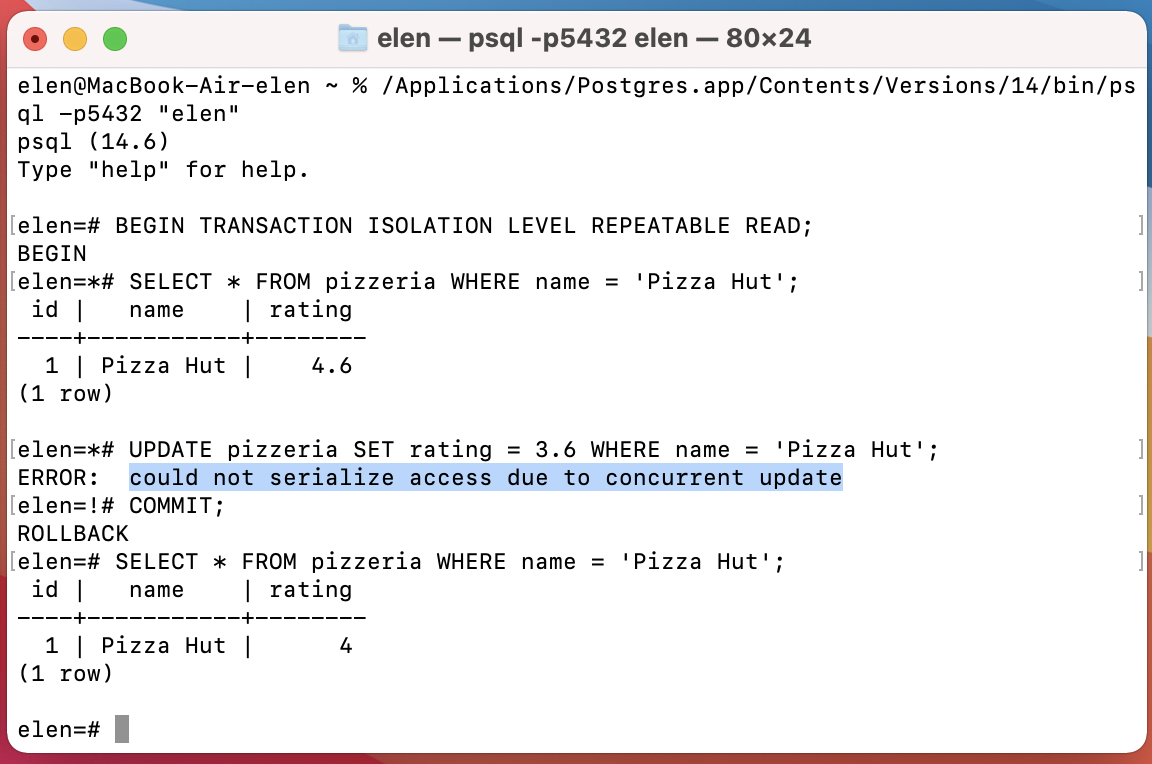 elen — psql -p5432 elen — 80×24
elen@MacBook-Air-elen ~ % /Applications/Postgres.app/Contents/Versions/14/bin/ps
ql -p5432 "elen"
psql (14.6)
Type "help" for help.
[elen=# BEGIN TRANSACTION ISOLATION LEVEL REPEATABLE READ; ]
BEGIN
[elen=*# SELECT * FROM pizzeria WHERE name = 'Pizza Hut'; ]
 id |   name    | rating
----+-----------+--------
  1 | Pizza Hut |    4.6
(1 row)
[elen=*# UPDATE pizzeria SET rating = 3.6 WHERE name = 'Pizza Hut'; ]
ERROR:  could not serialize access due to concurrent update
[elen=!# COMMIT; ]
ROLLBACK
[elen=# SELECT * FROM pizzeria WHERE name = 'Pizza Hut'; ]
 id |   name    | rating
----+-----------+--------
  1 | Pizza Hut |      4
(1 row)
elen=#